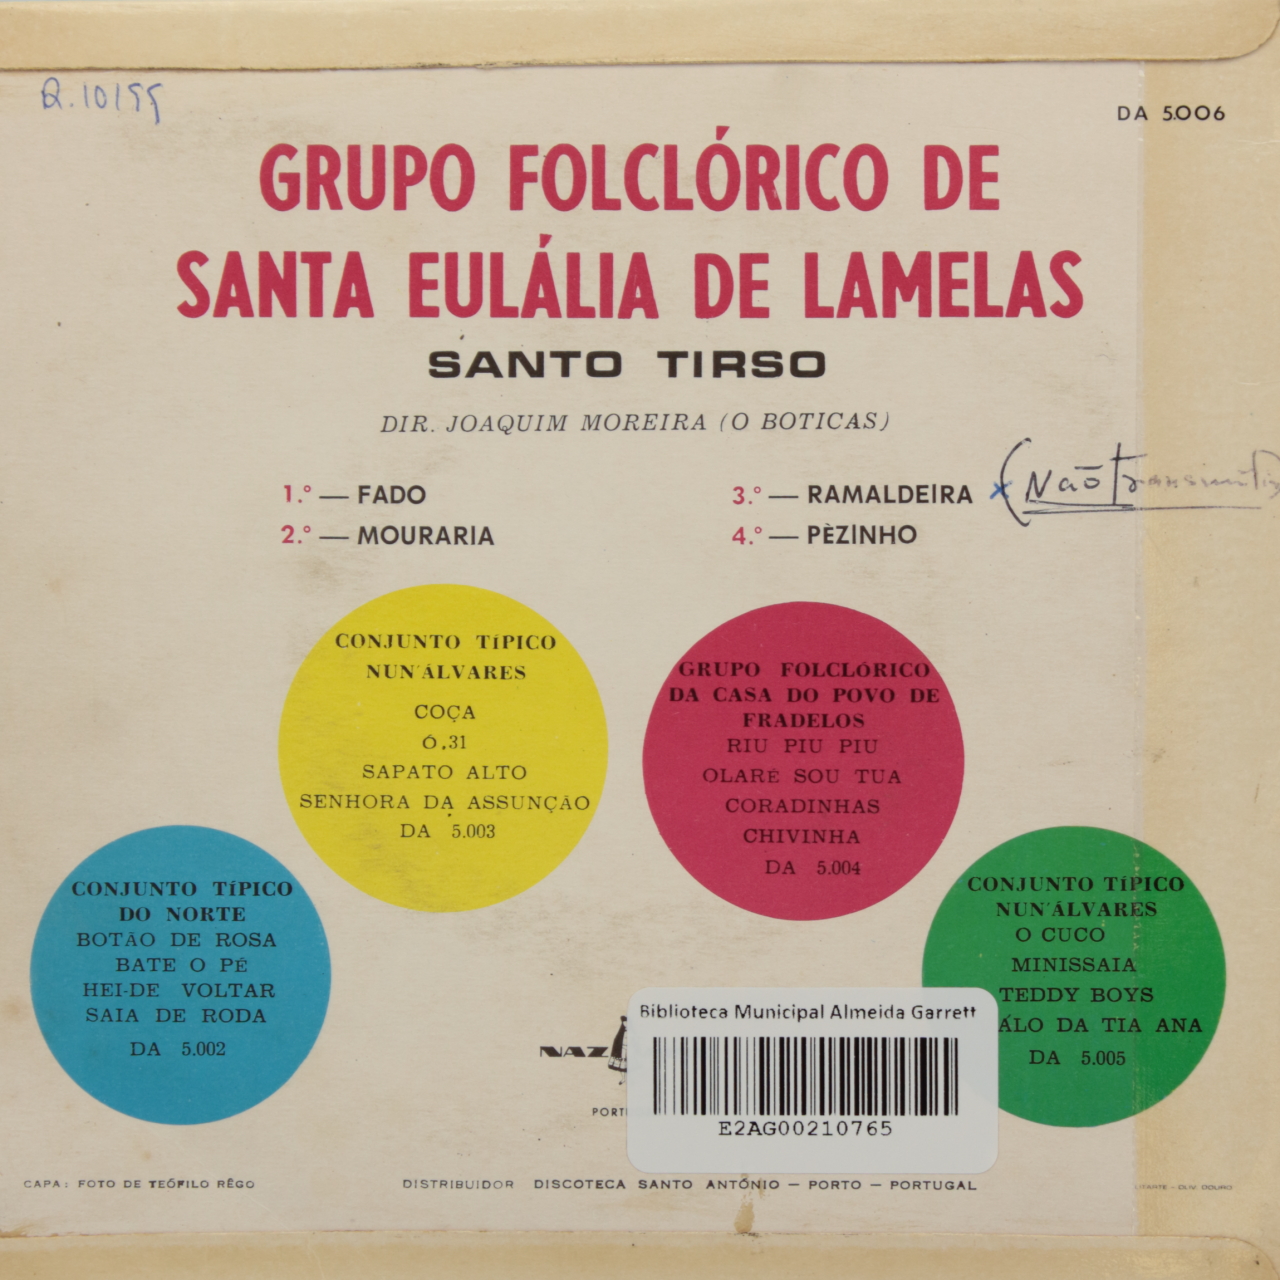 Q.10199
DA 5.006
GRUPO FOLCLÓRICO DE
SANTA EULÁLIA DE LAMELAS
SANTO TIRSO
DIR. JOAQUIM MOREIRA (O BOTICAS)
1.º — FADO
2.º — MOURARIA
3.º — RAMALDEIRA x (Não transmitir)
4.º — PÈZINHO
CONJUNTO TÍPICO
NUN'ÁLVARES
COÇA
Ó,31
SAPATO ALTO
SENHORA DA ASSUNÇÃO
DA 5.003
GRUPO FOLCLÓRICO
DA CASA DO POVO DE
FRADELOS
RIU PIU PIU
OLARÉ SOU TUA
CORADINHAS
CHIVINHA
DA 5.004
CONJUNTO TÍPICO
DO NORTE
BOTÃO DE ROSA
BATE O PÉ
HEI-DE VOLTAR
SAIA DE RODA
DA 5.002
CONJUNTO TÍPICO
NUN'ÁLVARES
O CUCO
MINISSAIA
TEDDY BOYS
ÁLO DA TIA ANA
DA 5.005
NAZ
PORT
Biblioteca Municipal Almeida Garrett
E2AG00210765
CAPA: FOTO DE TEÓFILO RÊGO
DISTRIBUIDOR DISCOTECA SANTO ANTÓNIO — PORTO — PORTUGAL